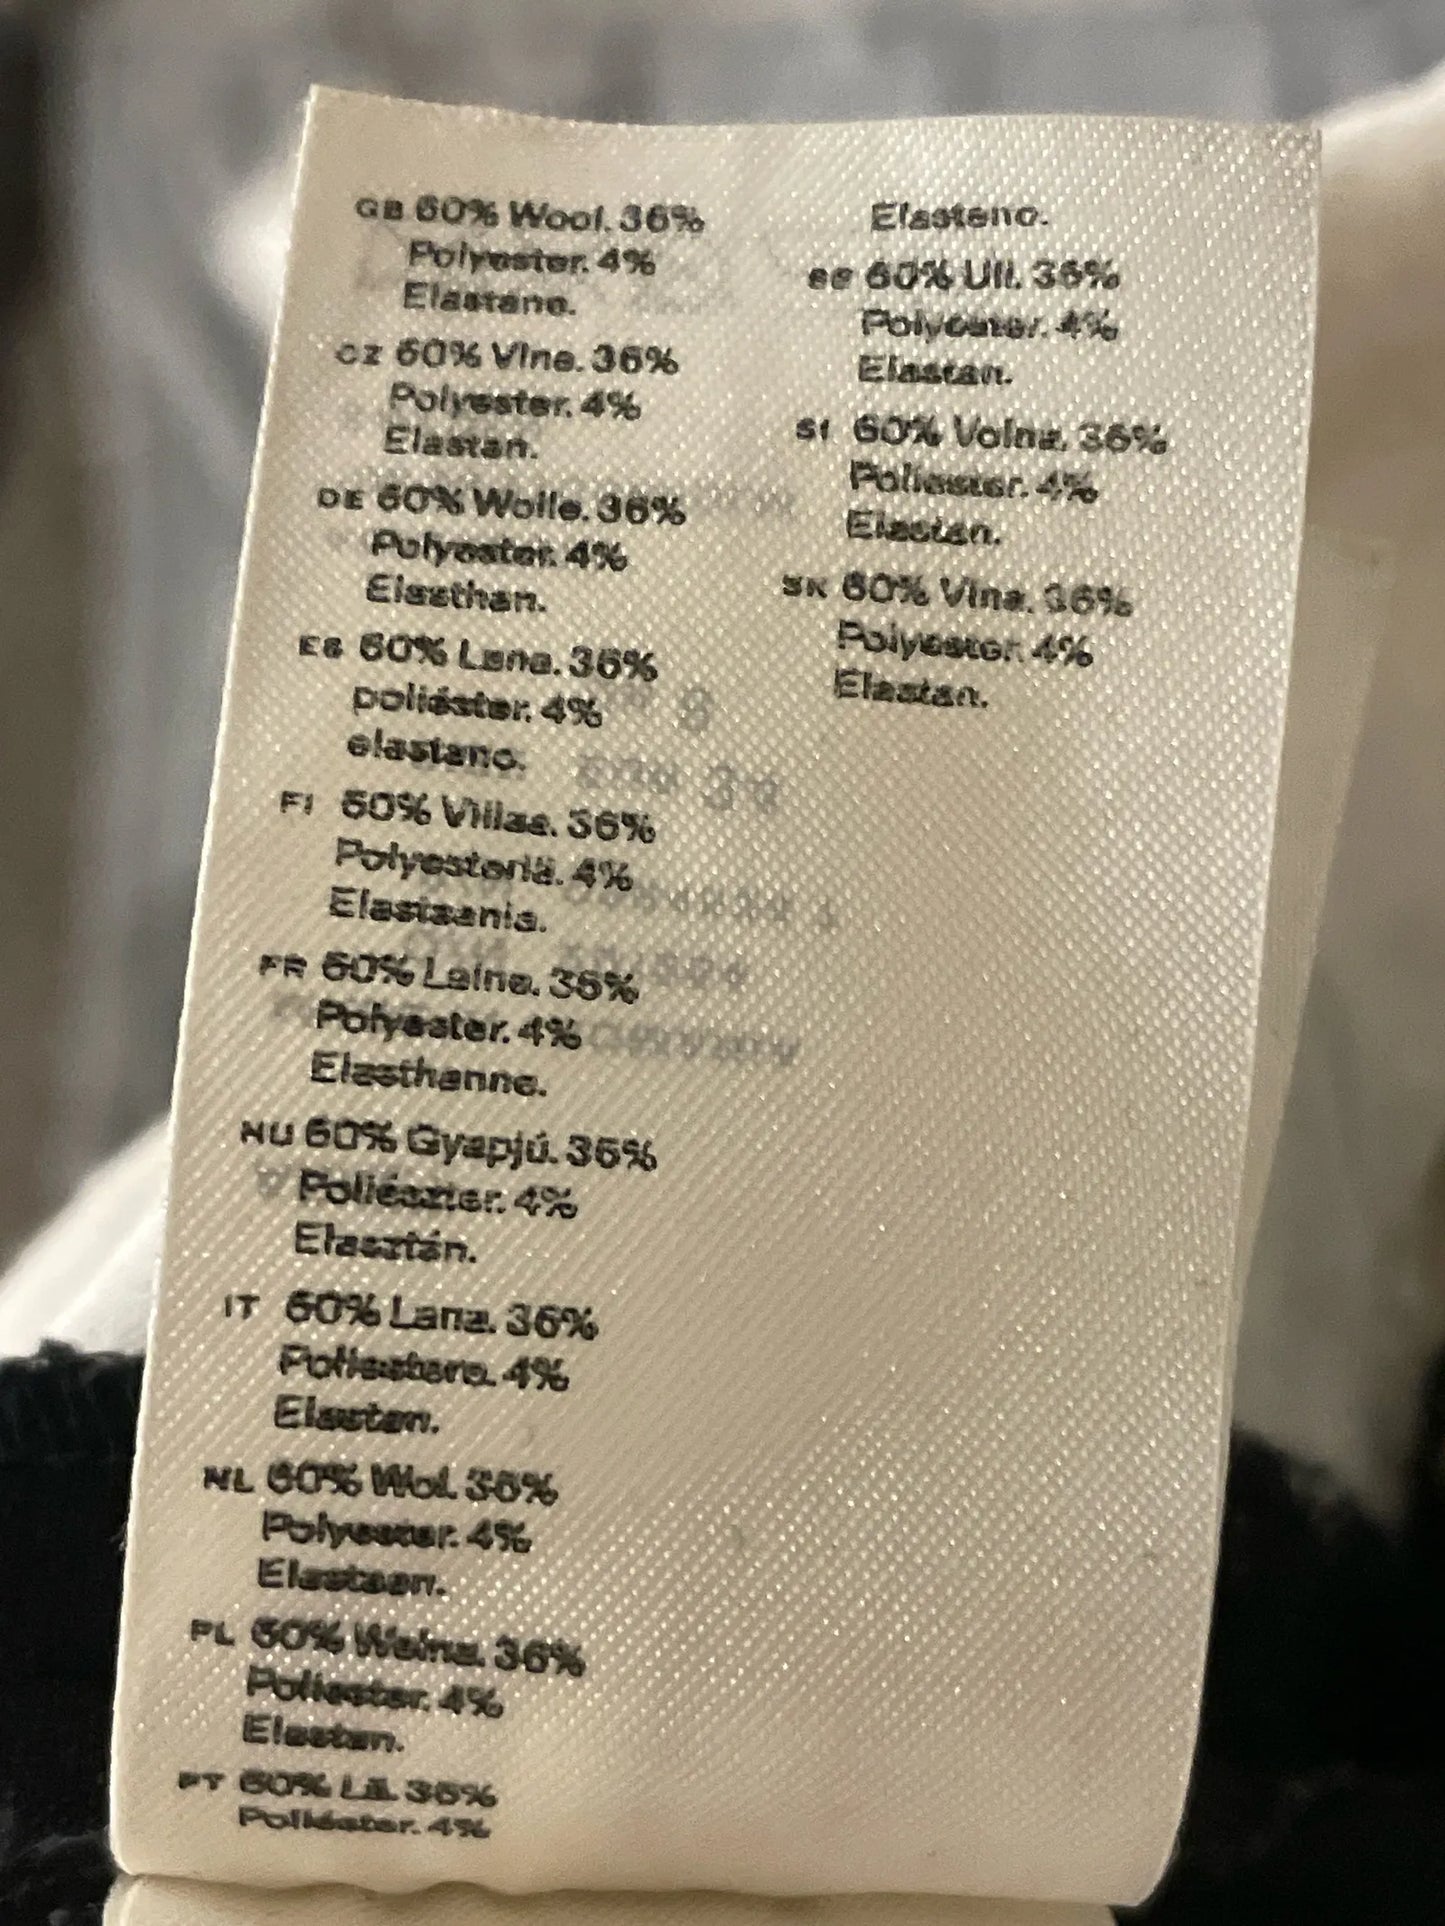 GB 60% Wool. 36%
Polyester. 4%
Elastane.
CZ 60% Vlna. 36%
Polyester. 4%
Elastan.
DE 60% Wolle. 36%
Polyester. 4%
Elasthan.
ES 60% Lana. 36%
poliéster. 4%
elastano.
FI 60% Villaa. 36%
Polyesteriä. 4%
Elastaania.
FR 60% Laine. 36%
Polyester. 4%
Elasthanne.
HU 60% Gyapjú. 36%
Poliészter. 4%
Elasztán.
IT 60% Lana. 36%
Poliestere. 4%
Elastan.
NL 60% Wol. 36%
Polyester. 4%
Elastaan.
PL 60% Wełna. 36%
Poliester. 4%
Elastan.
PT 60% Lã. 36%
Poliéster. 4%
Elasteno.
SE 60% Ull. 36%
Polyester. 4%
Elastan.
SI 60% Volna. 36%
Poliester. 4%
Elastan.
SK 60% Vlna. 36%
Polyester. 4%
Elastan.